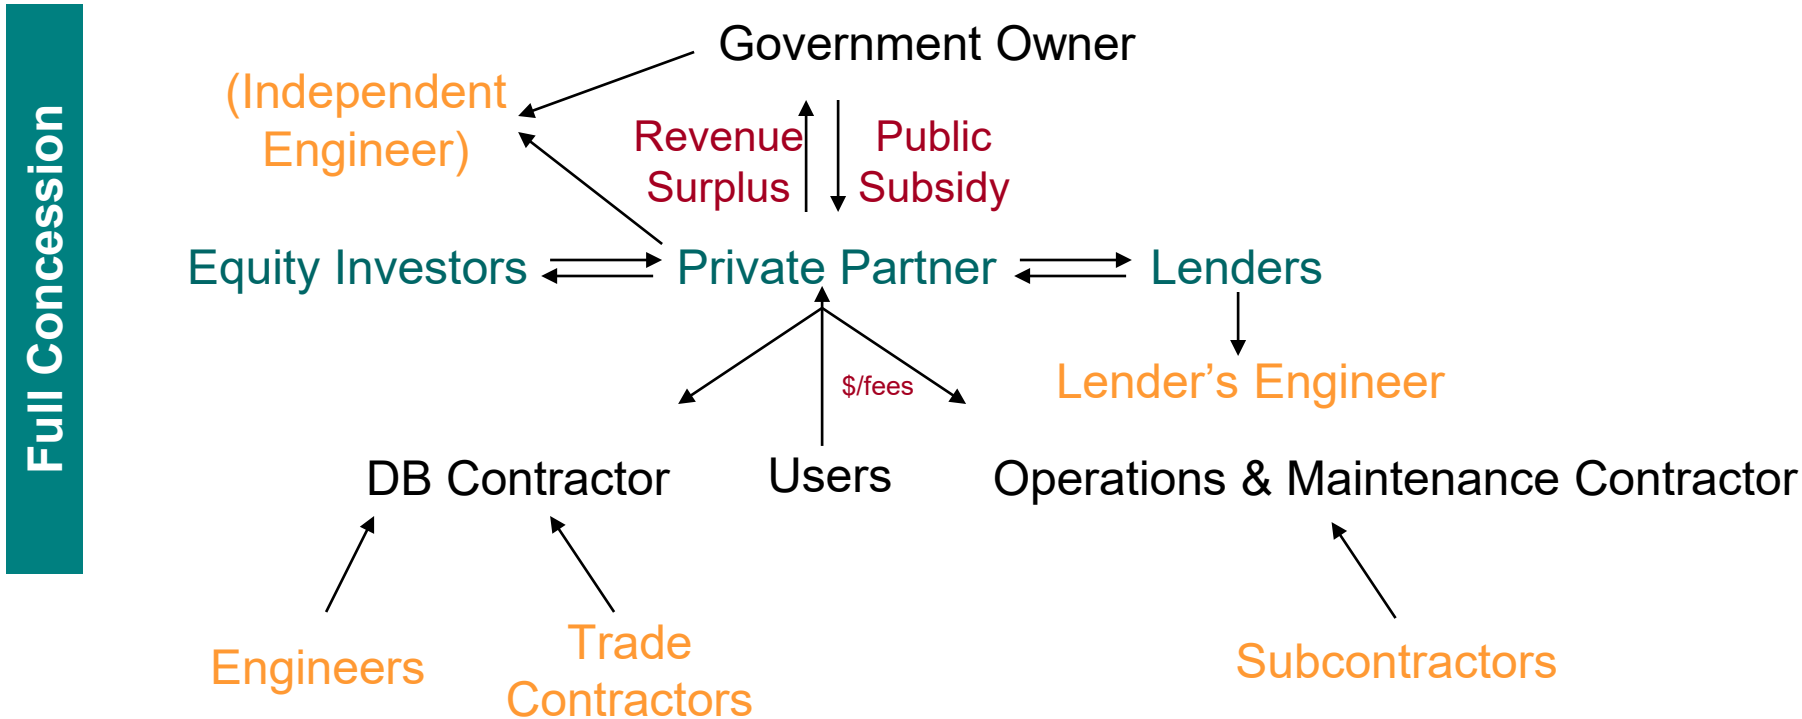 Full Concession
Government Owner
(Independent
Engineer)
Revenue
Surplus
Public
Subsidy
Equity Investors
Private Partner
Lenders
$/fees
Lender’s Engineer
DB Contractor
Users
Operations & Maintenance Contractor
Engineers
Trade
Contractors
Subcontractors